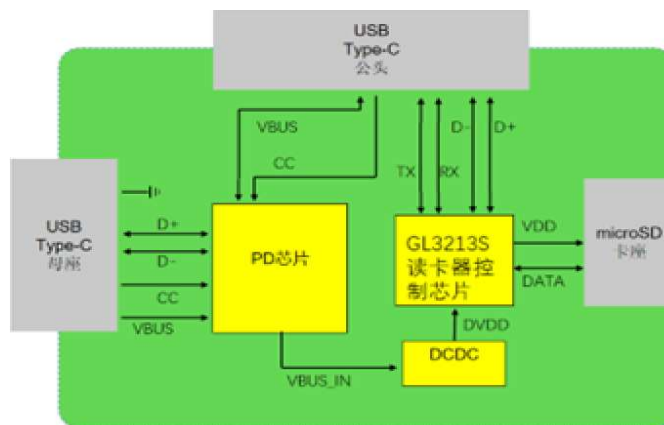 USB
Type-C
公头
VBUS
CC
TX
RX
D-
D+
USB
Type-C
母座
D+
D-
CC
VBUS
PD芯片
GL3213S
读卡器控
制芯片
VDD
DATA
microSD
卡座
DVDD
DCDC
VBUS_IN